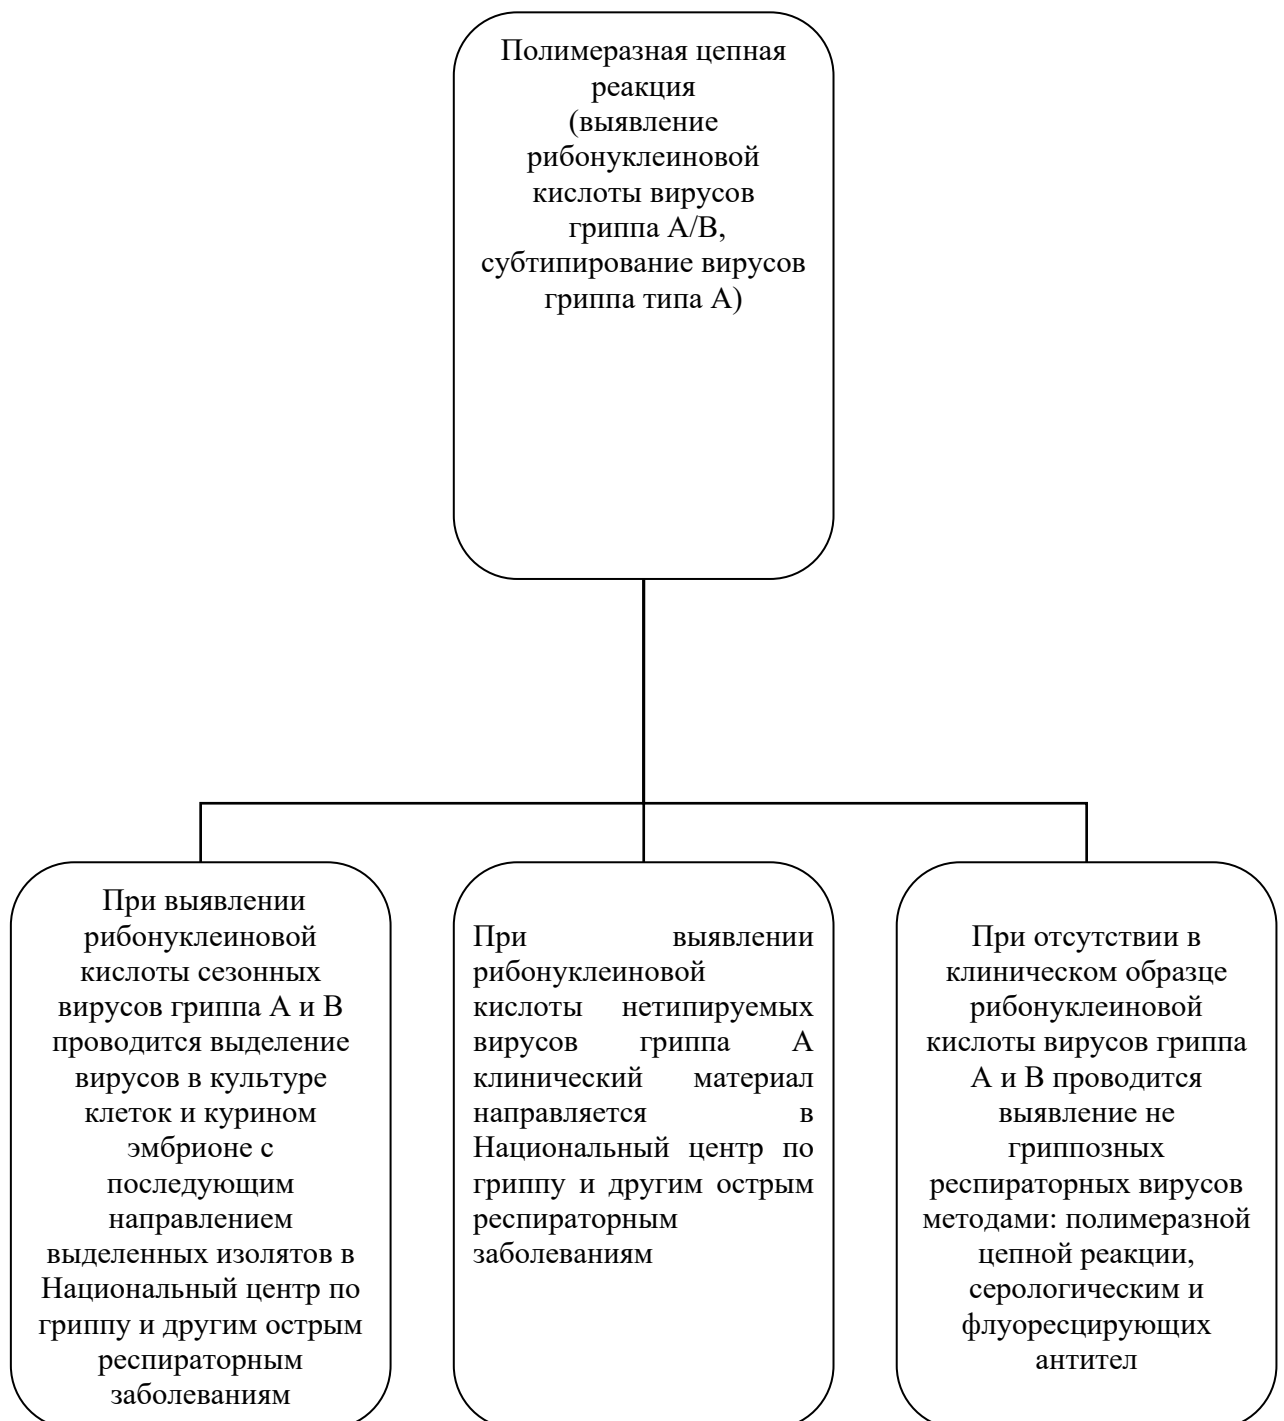 Полимеразная цепная
реакция
(выявление
рибонуклеиновой
кислоты вирусов
гриппа А/В,
субтипирование вирусов
гриппа типа А)
При выявлении
рибонуклеиновой
кислоты сезонных
вирусов гриппа А и В
проводится выделение
вирусов в культуре
клеток и курином
эмбрионе с
последующим
направлением
выделенных изолятов в
Национальный центр по
гриппу и другим острым
респираторным
заболеваниям
При выявлении
рибонуклеиновой
кислоты нетипируемых
вирусов гриппа А
клинический материал
направляется в
Национальный центр по
гриппу и другим острым
респираторным
заболеваниям
При отсутствии в
клиническом образце
рибонуклеиновой
кислоты вирусов гриппа
А и В проводится
выявление не
гриппозных
респираторных вирусов
методами: полимеразной
цепной реакции,
серологическим и
флуоресцирующих
антител